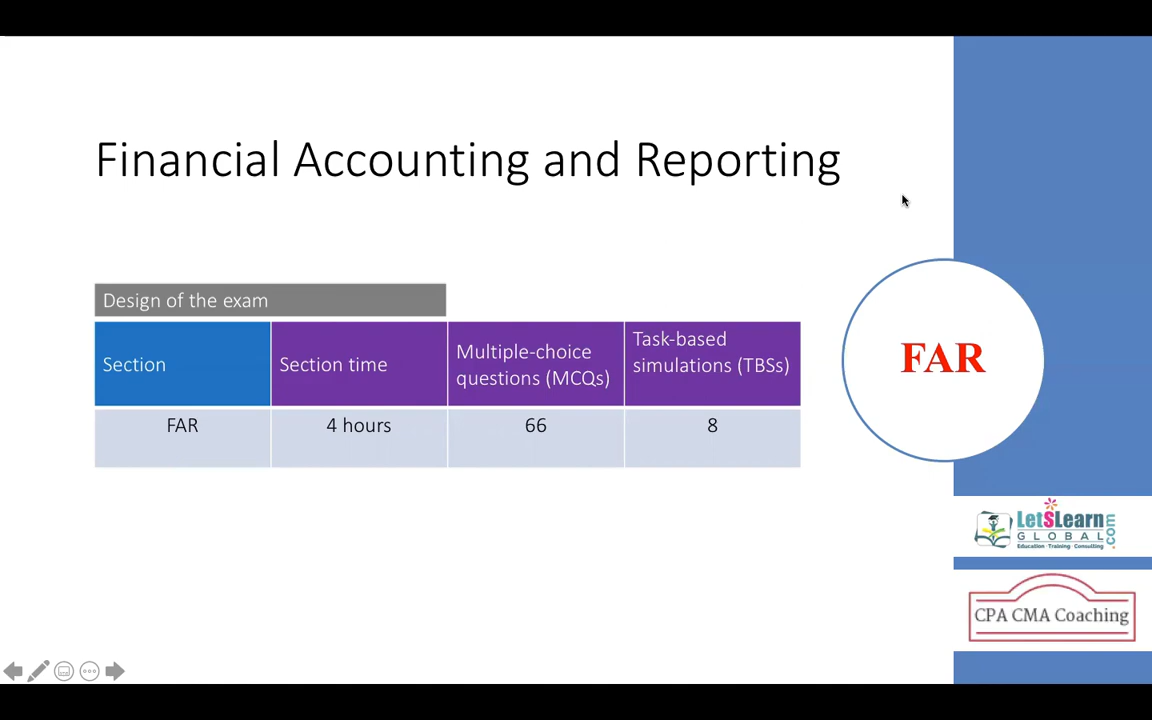 Financial Accounting and Reporting
Design of the exam
Section
Section time
Multiple-choice
questions (MCQs)
Task-based
simulations (TBSs)
FAR
4 hours
66
8
FAR
LetSLearn
GLOBAL
.com
Education Training Consulting
CPA CMA Coaching